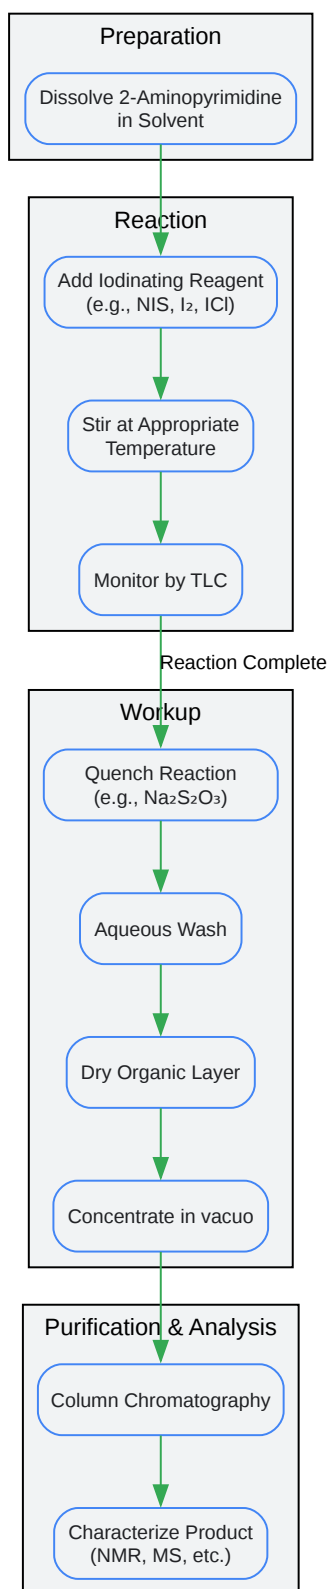 Preparation
Dissolve 2-Aminopyrimidine
in Solvent
Reaction
Add Iodinating Reagent
(e.g., NIS, I₂, ICl)
Stir at Appropriate
Temperature
Monitor by TLC
Reaction Complete
Workup
Quench Reaction
(e.g., Na₂S₂O₃)
Aqueous Wash
Dry Organic Layer
Concentrate in vacuo
Purification & Analysis
Column Chromatography
Characterize Product
(NMR, MS, etc.)